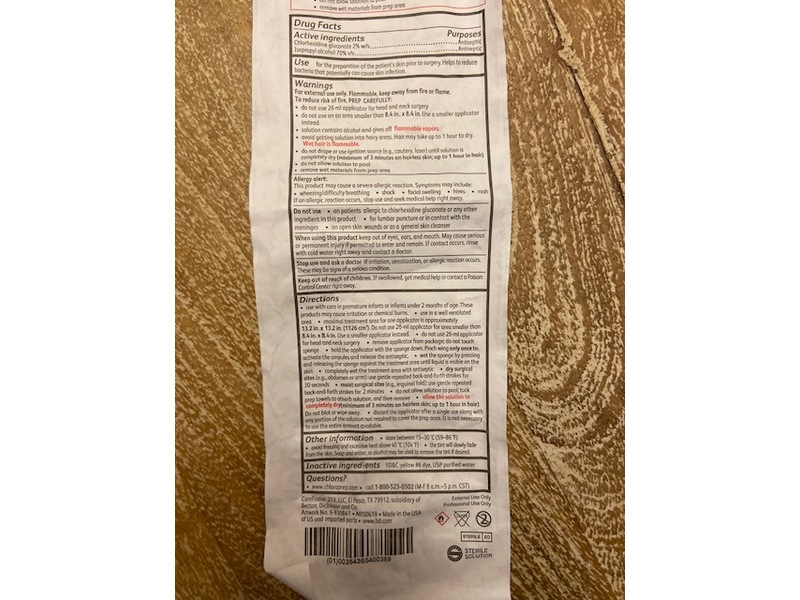 do not allow solution to pool
• remove wet materials from prep area
Drug Facts
Active ingredients Purposes
Chlorhexidine gluconate 2% w/v Antiseptic
Isopropyl alcohol 70% v/v Antiseptic
Use for the preparation of the patient's skin prior to surgery. Helps to reduce
bacteria that potentially can cause skin infection.
Warnings
For external use only. Flammable, keep away from fire or flame.
To reduce risk of fire, PREP CAREFULLY:
• do not use 26-ml applicator for head and neck surgery
• do not use on an area smaller than 8.4 in. x 8.4 in. Use a smaller applicator
instead.
• solution contains alcohol and gives off flammable vapors
• avoid getting solution into hairy areas. Hair may take up to 1 hour to dry.
Wet hair is flammable.
• do not drape or use ignition source (e.g., cautery, laser) until solution is
completely dry (minimum of 3 minutes on hairless skin; up to 1 hour in hair)
• do not allow solution to pool
• remove wet materials from prep area
Allergy alert:
This product may cause a severe allergic reaction. Symptoms may include:
• wheezing/difficulty breathing • shock • facial swelling • hives • rash
If an allergic reaction occurs, stop use and seek medical help right away.
Do not use • on patients allergic to chlorhexidine gluconate or any other
ingredient in this product • for lumbar puncture or in contact with the
meninges • on open skin wounds or as a general skin cleanser
When using this product keep out of eyes, ears, and mouth. May cause serious
or permanent injury if permitted to enter and remain. If contact occurs, rinse
with cold water right away and contact a doctor.
Stop use and ask a doctor if irritation, sensitization, or allergic reaction occurs.
These may be signs of a serious condition.
Keep out of reach of children. If swallowed, get medical help or contact a Poison
Control Center right away.
Directions
• use with care in premature infants or infants under 2 months of age. These
products may cause irritation or chemical burns. • use in a well ventilated
area • maximal treatment area for one applicator is approximately
13.2 in. x 13.2 in. (1126 cm²). Do not use 26-ml applicator for area smaller than
8.4 in. x 8.4 in. Use a smaller applicator instead. • do not use 26-ml applicator
for head and neck surgery • remove applicator from package; do not touch
sponge • hold the applicator with the sponge down. Pinch wing only once to
activate the ampules and release the antiseptic. • wet the sponge by pressing
and releasing the sponge against the treatment area until liquid is visible on
the skin • completely wet the treatment area with antiseptic • dry surgical
sites (e.g., abdomen or arm): use gentle repeated back-and-forth strokes for
30 seconds • moist surgical sites (e.g., inguinal fold): use gentle repeated
back-and-forth strokes for 2 minutes • do not allow solution to pool; tuck
prep towels to absorb solution, and then remove • allow the solution to
completely dry (minimum of 3 minutes on hairless skin; up to 1 hour in hair).
Do not blot or wipe away. • discard the applicator after a single use along with
any portion of the solution not required to cover the prep area. It is not necessary
to use the entire amount available.
Other information • store between 15–30 °C (59–86 °F)
• avoid freezing and excessive heat above 40 °C (104 °F) • the tint will slowly fade
from the skin. Soap and water, or alcohol may be used to remove the tint if desired.
Inactive ingredients FD&C yellow #6 dye, USP purified water
Questions?
• www.chloraprep.com • call 1-800-523-0502 (M-F 8 a.m.–5 p.m. CST)
CareFusion 213, LLC, El Paso, TX 79912, subsidiary of
Becton, Dickinson and Co.
Artwork No. 6-930841 • AD50619 • Made in the USA
of US and imported parts • www.bd.com
External Use Only
Professional Use Only
STERILE EO
STERILE
SOLUTION
(01)00354365400389